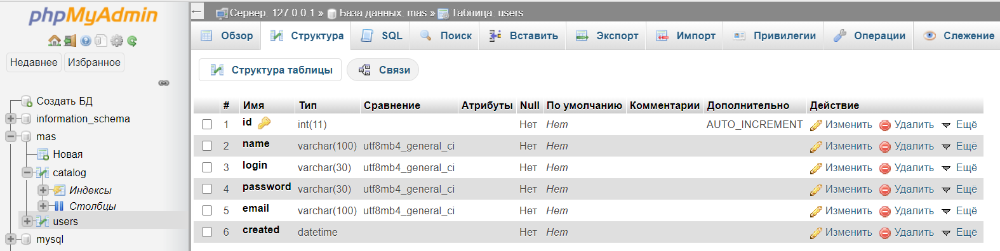 phpMyAdmin
Недавнее Избранное
Создать БД
information_schema
mas
Новая
catalog
Индексы
Столбцы
users
mysql
← Сервер: 127.0.0.1 » База данных: mas » Таблица: users
Обзор Структура SQL Поиск Вставить Экспорт Импорт Привилегии Операции Слежение
Структура таблицы Связи
# Имя Тип Сравнение Атрибуты Null По умолчанию Комментарии Дополнительно Действие
1 id int(11) Нет Нет AUTO_INCREMENT Изменить Удалить Ещё
2 name varchar(100) utf8mb4_general_ci Нет Нет Изменить Удалить Ещё
3 login varchar(30) utf8mb4_general_ci Нет Нет Изменить Удалить Ещё
4 password varchar(30) utf8mb4_general_ci Нет Нет Изменить Удалить Ещё
5 email varchar(100) utf8mb4_general_ci Нет Нет Изменить Удалить Ещё
6 created datetime Нет Нет Изменить Удалить Ещё